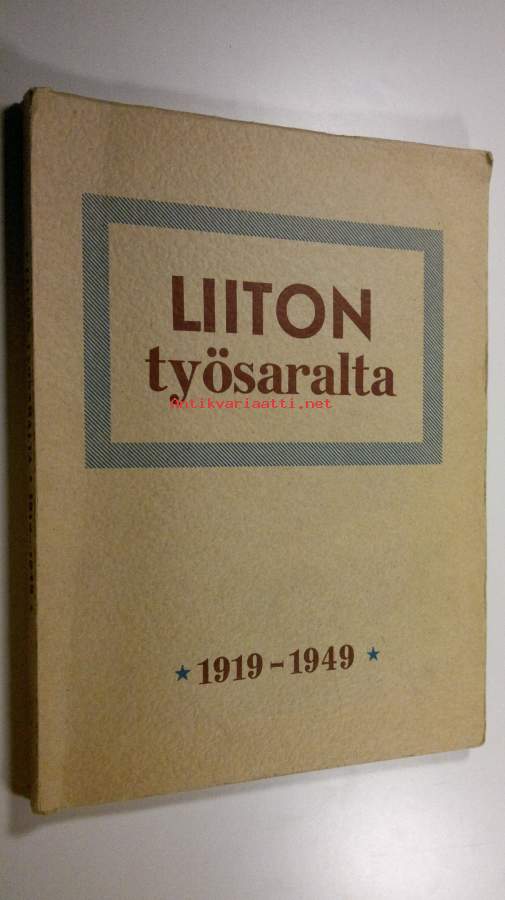 LIITON
työsaralta
Antikvariaatti.net
★ 1919 - 1949 ★